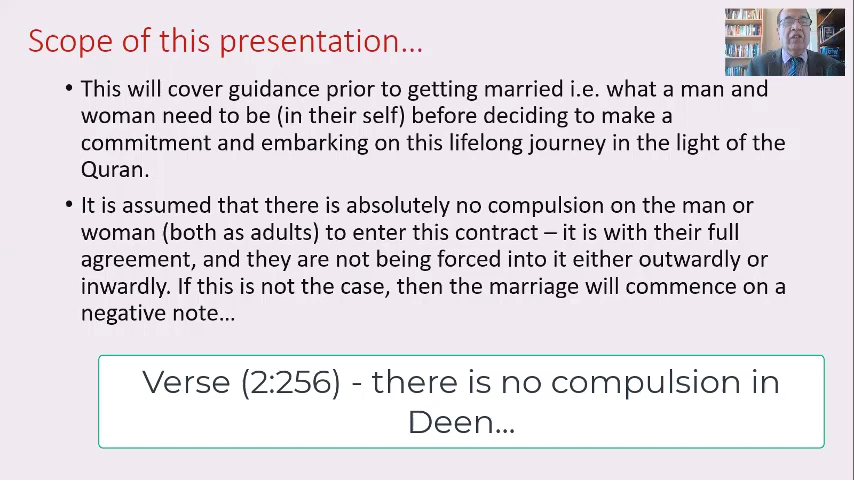 Scope of this presentation...
• This will cover guidance prior to getting married i.e. what a man and
woman need to be (in their self) before deciding to make a
commitment and embarking on this lifelong journey in the light of the
Quran.
• It is assumed that there is absolutely no compulsion on the man or
woman (both as adults) to enter this contract – it is with their full
agreement, and they are not being forced into it either outwardly or
inwardly. If this is not the case, then the marriage will commence on a
negative note...
Verse (2:256) - there is no compulsion in
Deen...